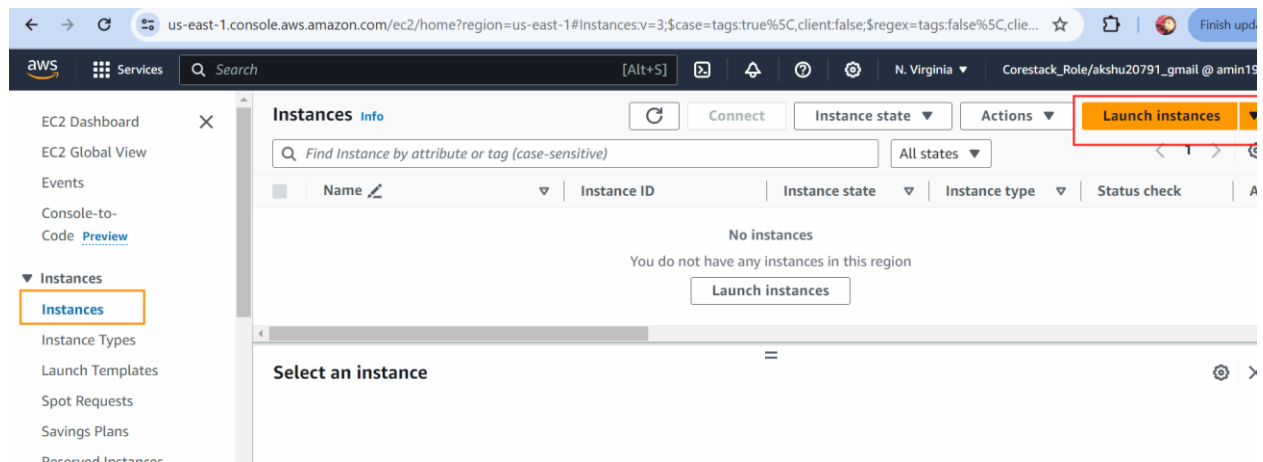 us-east-1.console.aws.amazon.com/ec2/home?region=us-east-1#Instances:v=3;$case=tags:true%5C,client:false;$regex=tags:false%5C,clie...
Finish upda
aws Services Search [Alt+S] N. Virginia Corestack_Role/akshu20791_gmail @ amin19
EC2 Dashboard
EC2 Global View
Events
Console-to-
Code Preview
Instances
Instances
Instance Types
Launch Templates
Spot Requests
Savings Plans
Reserved Instances
Instances Info Connect Instance state Actions Launch instances
Find Instance by attribute or tag (case-sensitive) All states 1
Name Instance ID Instance state Instance type Status check A
No instances
You do not have any instances in this region
Launch instances
Select an instance